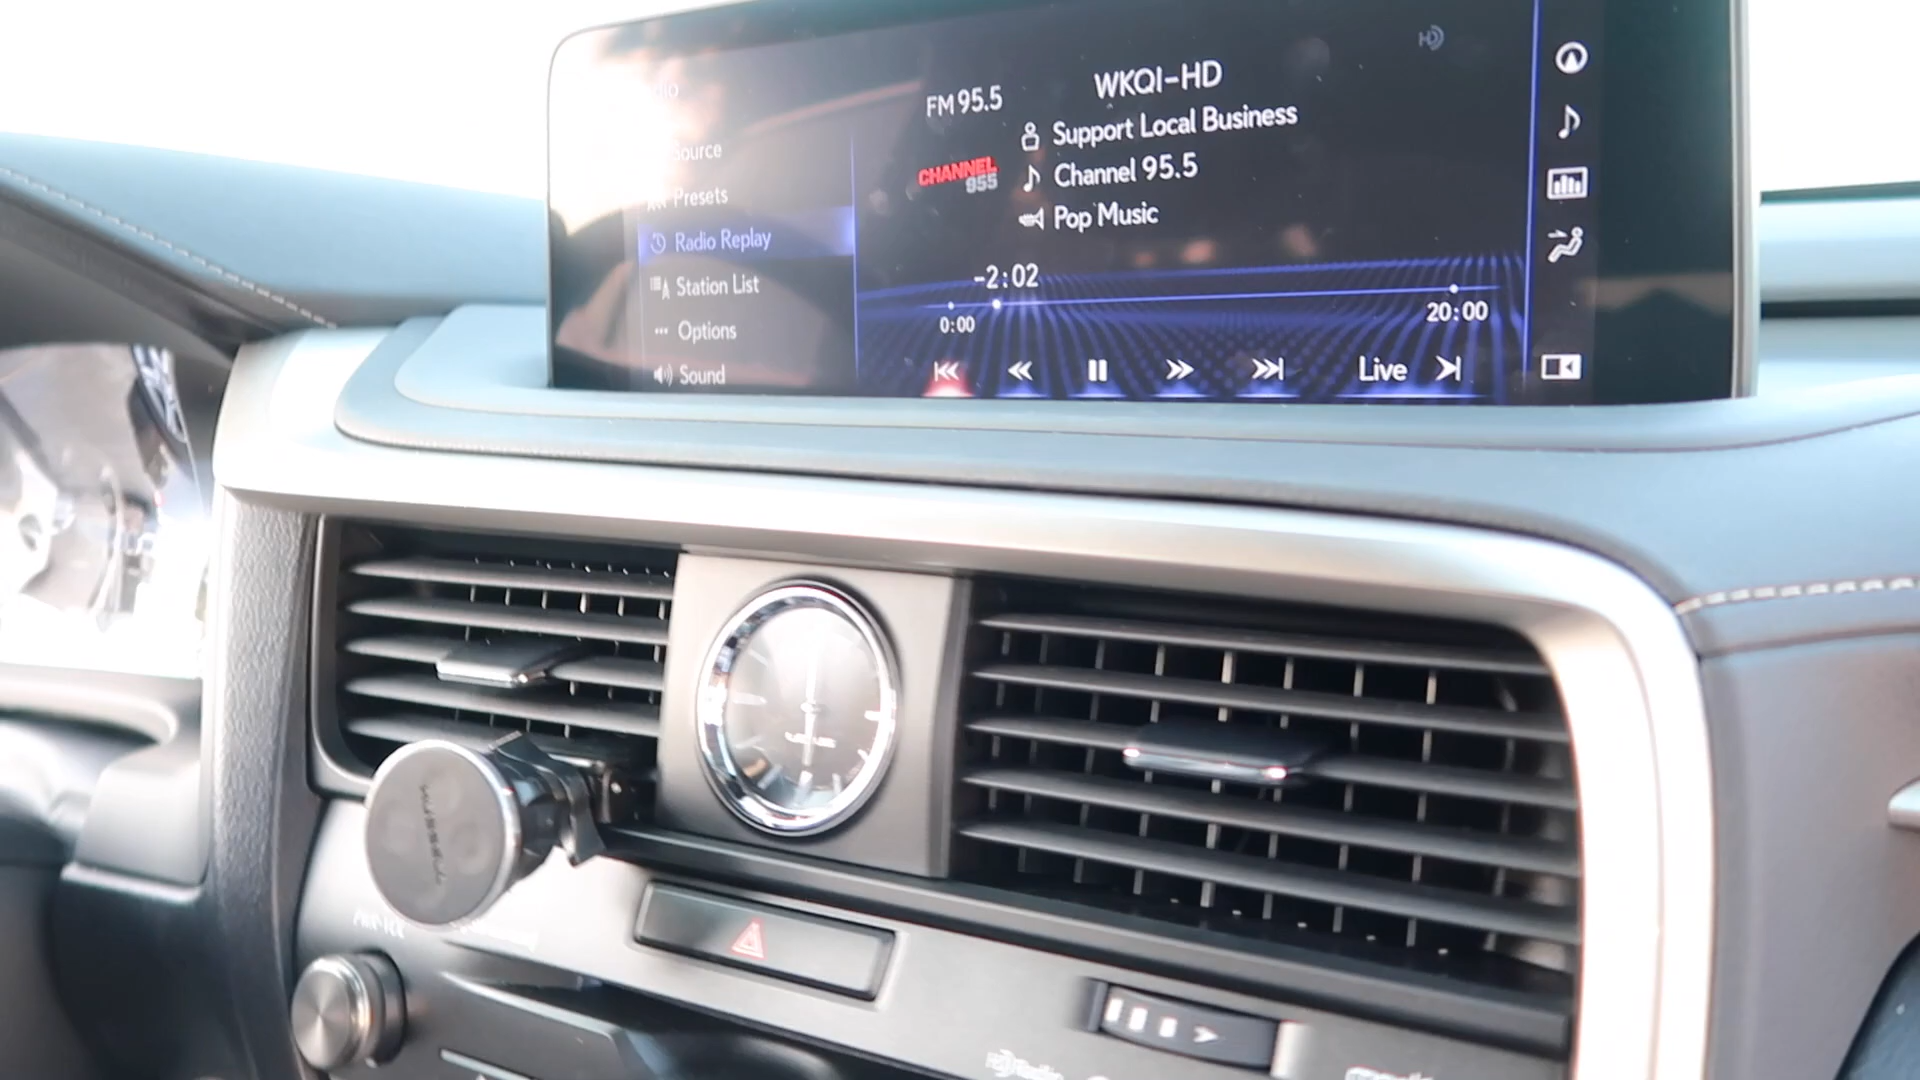 Source
Presets
Radio Replay
Station List
Options
Sound
FM 95.5
WKQI-HD
Support Local Business
CHANNEL
955
Channel 95.5
Pop Music
-2:02
0:00
20:00
Live